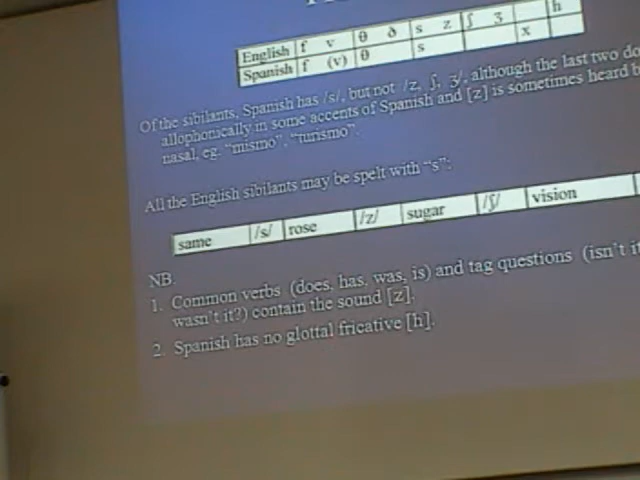 English f v θ ð s z ʃ ʒ h
Spanish f (v) θ s x
Of the sibilants, Spanish has /s/, but not /z, ʃ, ʒ/, although the last two
allophonically in some accents of Spanish and [z] is sometimes heard
nasal, eg. “mismo”, “turismo”.
All the English sibilants may be spelt with “s”:
same /s/ rose /z/ sugar /ʃ/ vision
NB.
1. Common verbs (does, has, was, is) and tag questions (isn't it
wasn't it?) contain the sound [z].
2. Spanish has no glottal fricative [h].